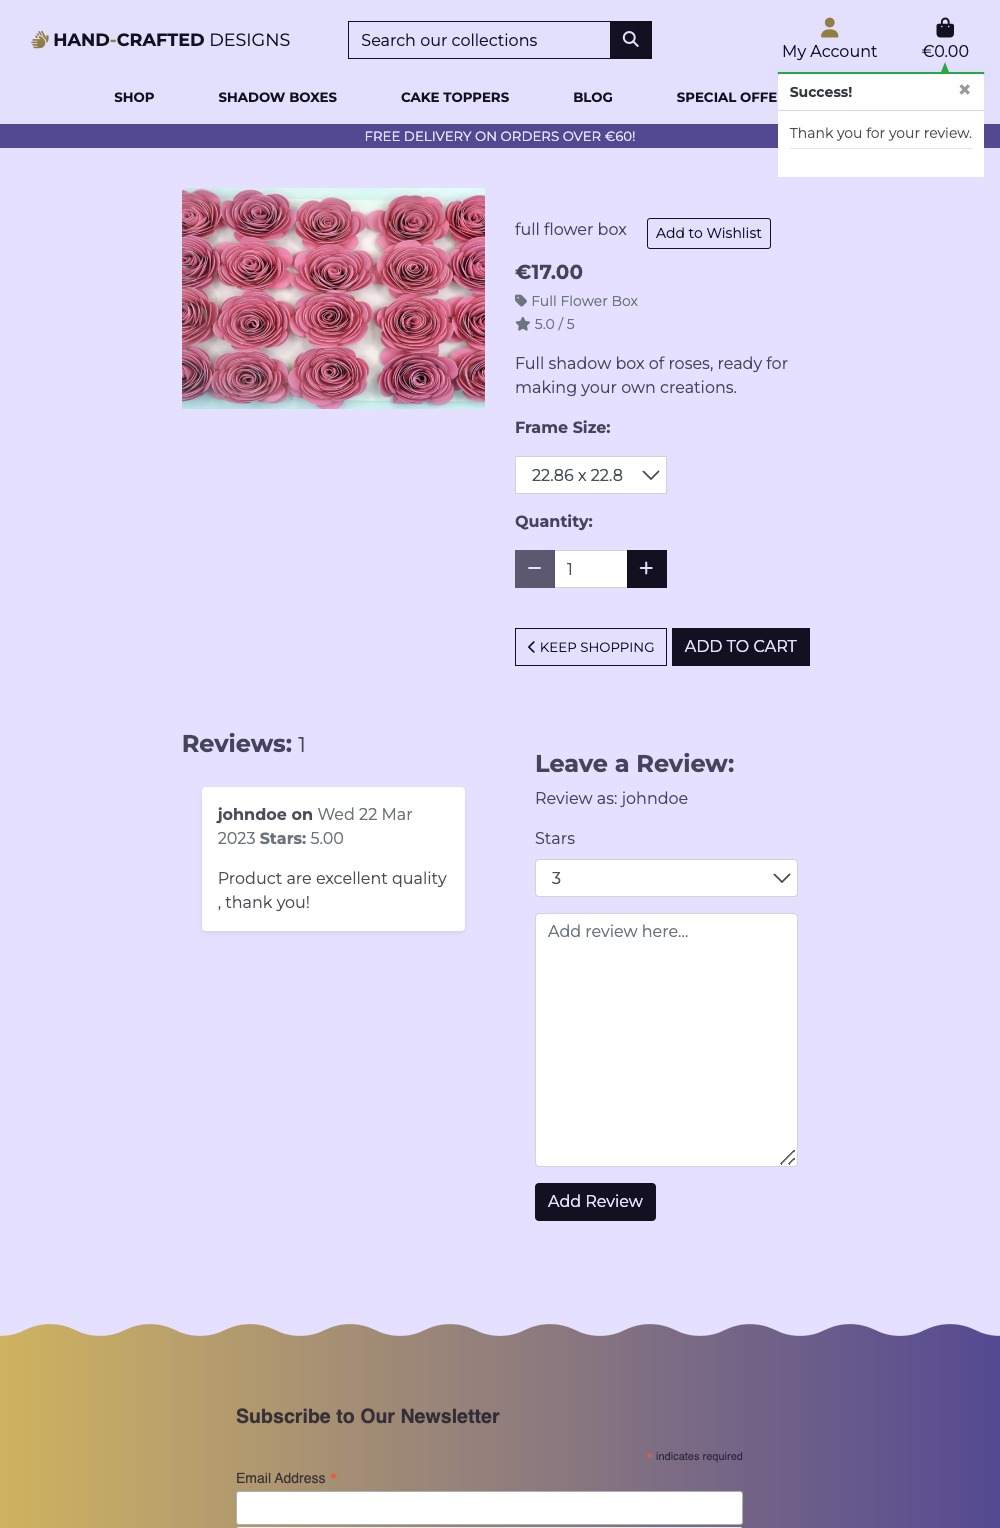 HAND-CRAFTED DESIGNS
Search our collections
My Account
€0.00
SHOP
SHADOW BOXES
CAKE TOPPERS
BLOG
SPECIAL OFFE
Success!
Thank you for your review.
FREE DELIVERY ON ORDERS OVER €60!
full flower box
Add to Wishlist
€17.00
Full Flower Box
5.0 / 5
Full shadow box of roses, ready for
making your own creations.
Frame Size:
22.86 x 22.8
Quantity:
1
KEEP SHOPPING
ADD TO CART
Reviews: 1
johndoe on Wed 22 Mar
2023 Stars: 5.00
Product are excellent quality
, thank you!
Leave a Review:
Review as: johndoe
Stars
3
Add review here...
Add Review
Subscribe to Our Newsletter
* indicates required
Email Address *